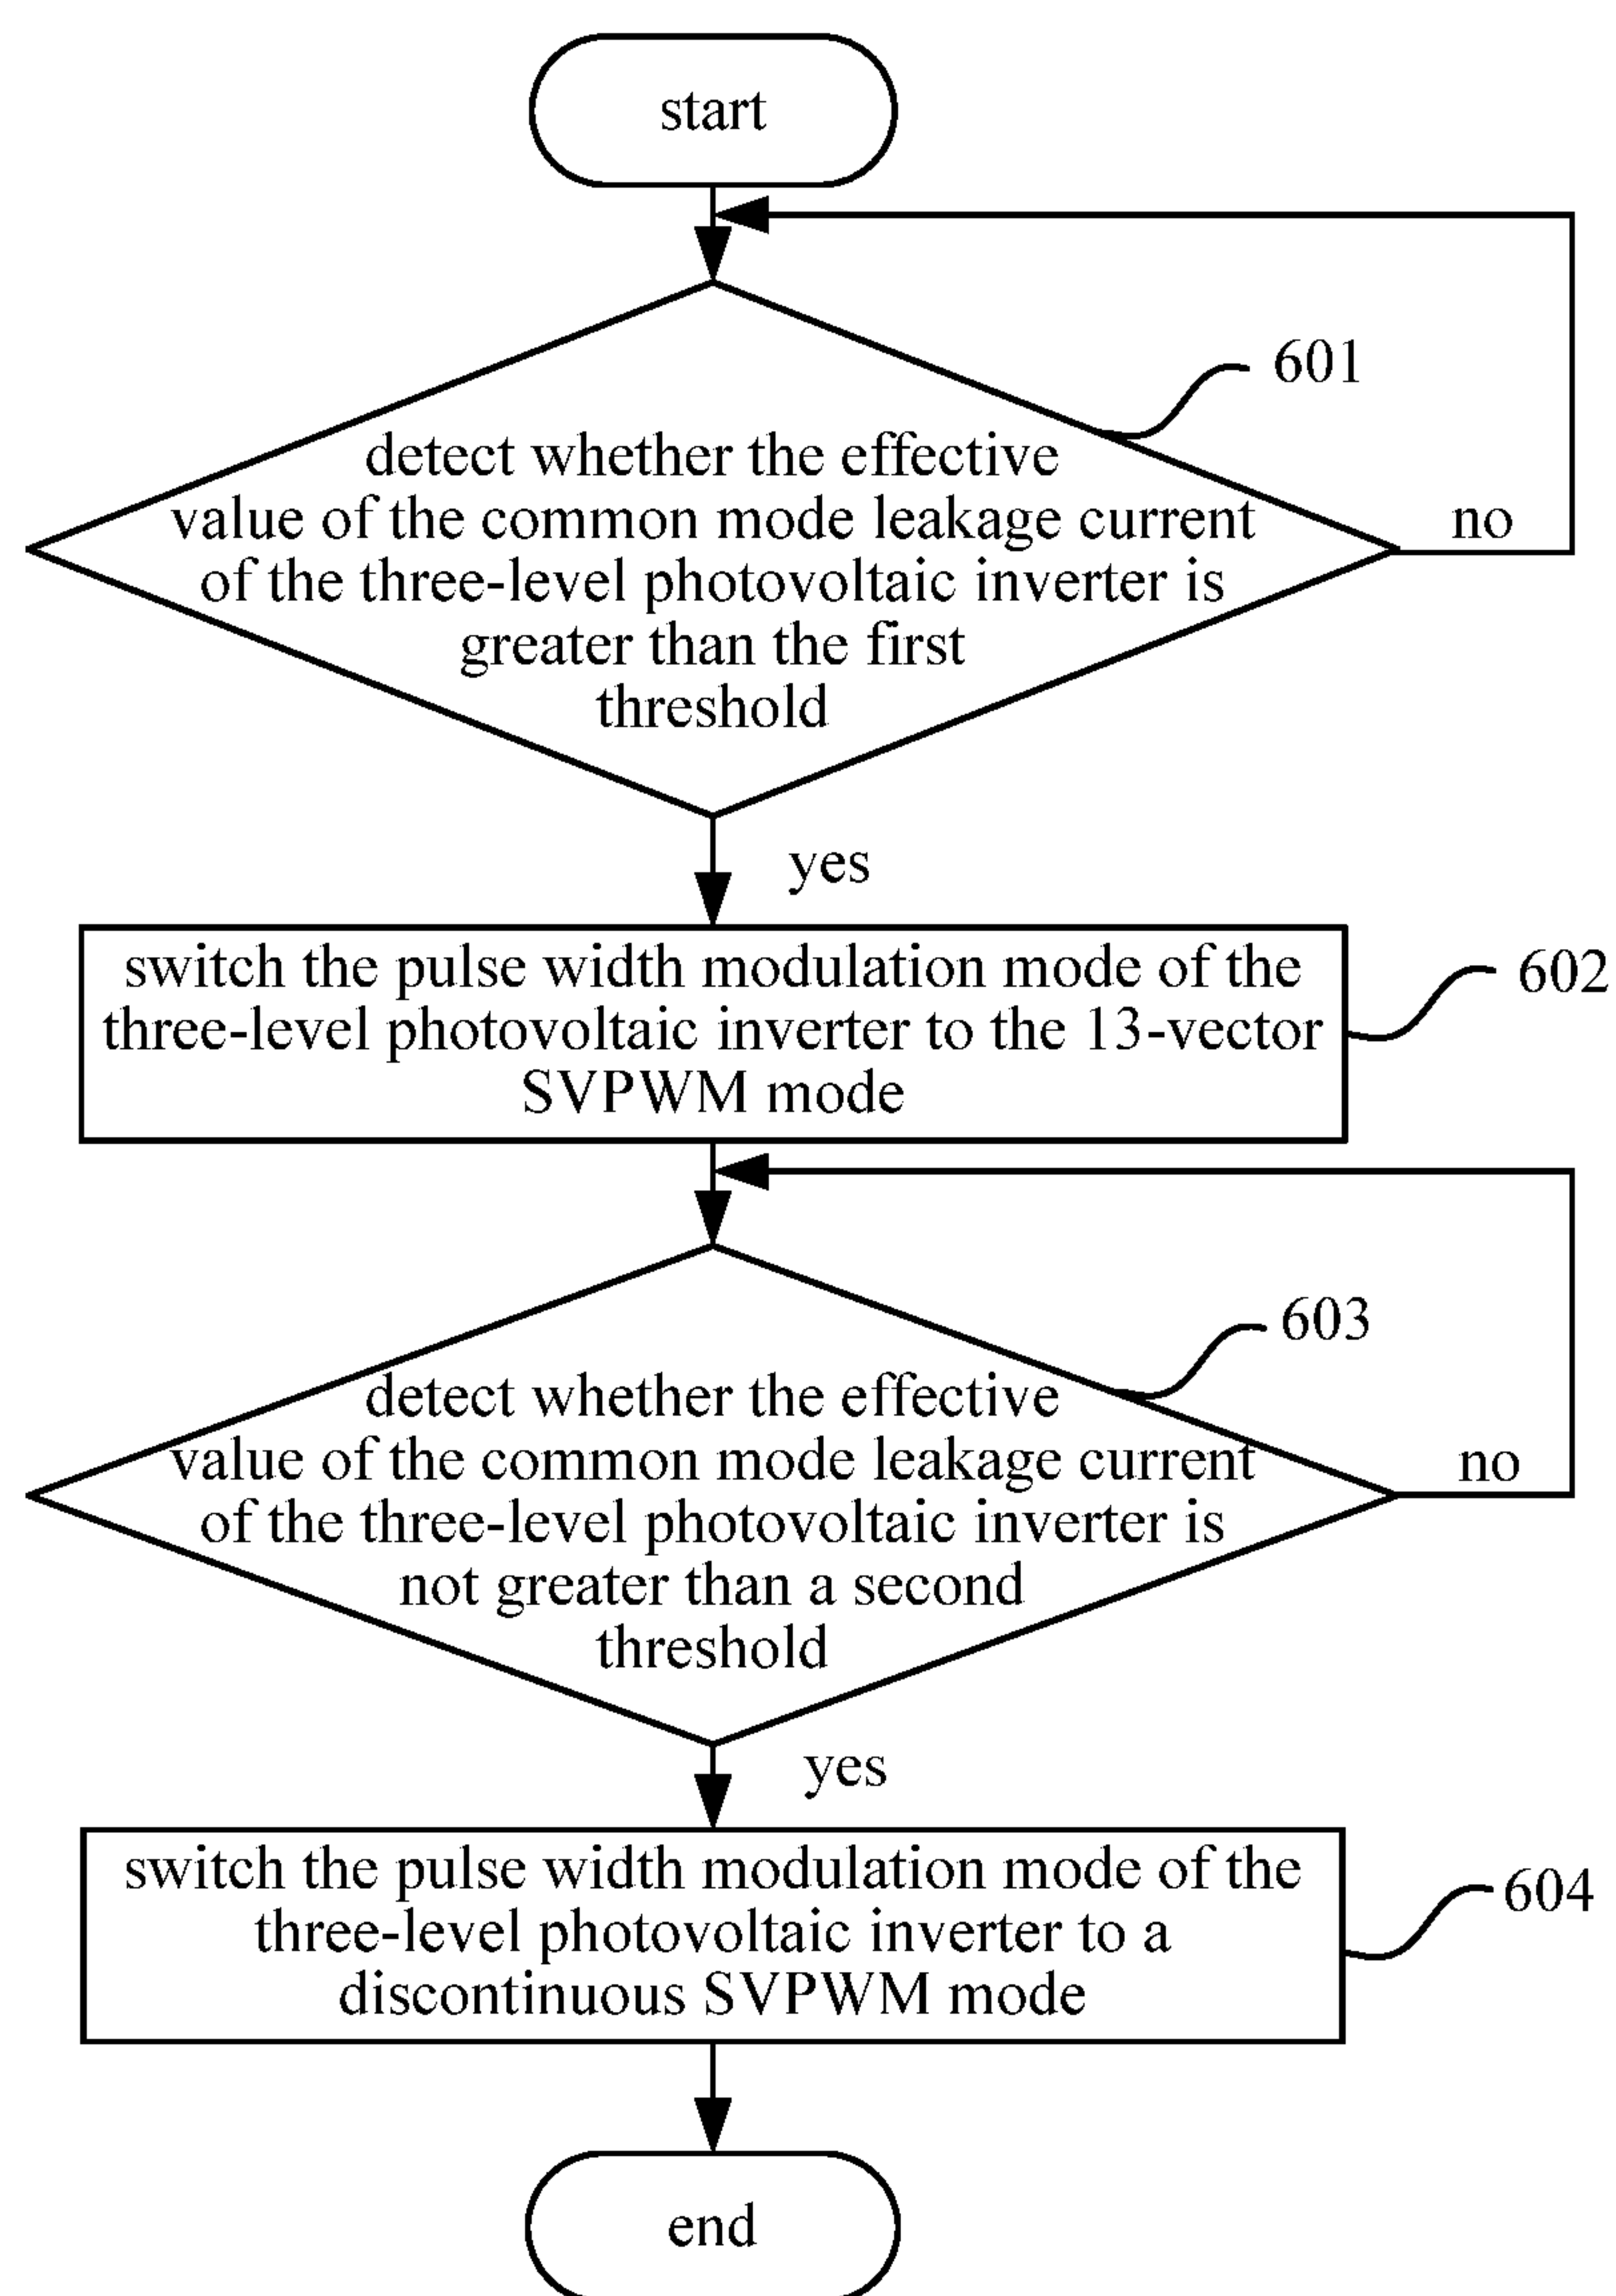 start
601
detect whether the effective
value of the common mode leakage current
of the three-level photovoltaic inverter is
greater than the first
threshold
no
yes
switch the pulse width modulation mode of the
three-level photovoltaic inverter to the 13-vector
SVPWM mode
602
603
detect whether the effective
value of the common mode leakage current
of the three-level photovoltaic inverter is
not greater than a second
threshold
no
yes
switch the pulse width modulation mode of the
three-level photovoltaic inverter to a
discontinuous SVPWM mode
604
end